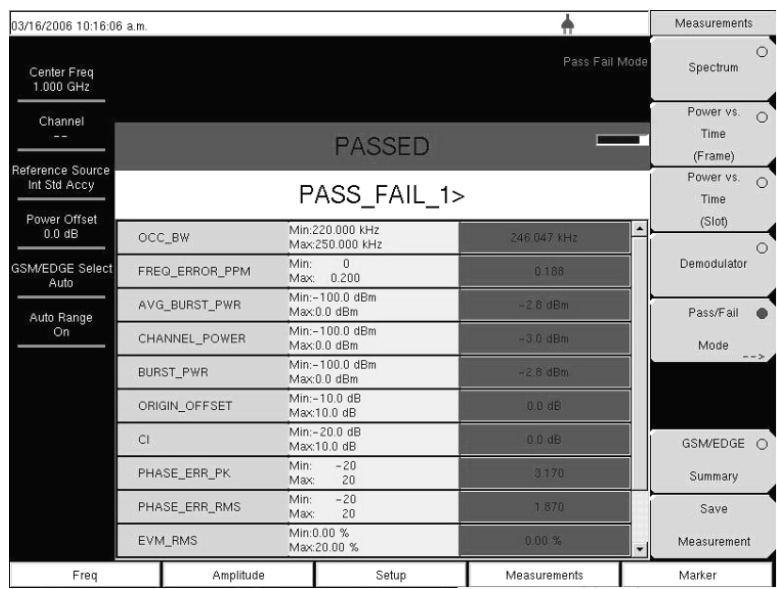 03/16/2006 10:16:06 a.m.
Measurements
Pass Fail Mode
Center Freq
1.000 GHz
Channel
--
Reference Source
Int Std Accy
Power Offset
0.0 dB
GSM/EDGE Select
Auto
Auto Range
On
PASSED
PASS_FAIL_1>
OCC_BW
Min:220.000 kHz
Max:250.000 kHz
246.047 kHz
FREQ_ERROR_PPM
Min: 0
Max: 0.200
0.188
AVG_BURST_PWR
Min:-100.0 dBm
Max:0.0 dBm
-2.8 dBm
CHANNEL_POWER
Min:-100.0 dBm
Max:0.0 dBm
-3.0 dBm
BURST_PWR
Min:-100.0 dBm
Max:0.0 dBm
-2.8 dBm
ORIGIN_OFFSET
Min:-10.0 dB
Max:10.0 dB
0.0 dB
CI
Min:-20.0 dB
Max:10.0 dB
0.0 dB
PHASE_ERR_PK
Min: -20
Max: 20
3.170
PHASE_ERR_RMS
Min: -20
Max: 20
1.870
EVM_RMS
Min:0.00 %
Max:20.00 %
0.00 %
Spectrum
Power vs.
Time
(Frame)
Power vs.
Time
(Slot)
Demodulator
Pass/Fail
Mode
-->
GSM/EDGE
Summary
Save
Measurement
Freq
Amplitude
Setup
Measurements
Marker